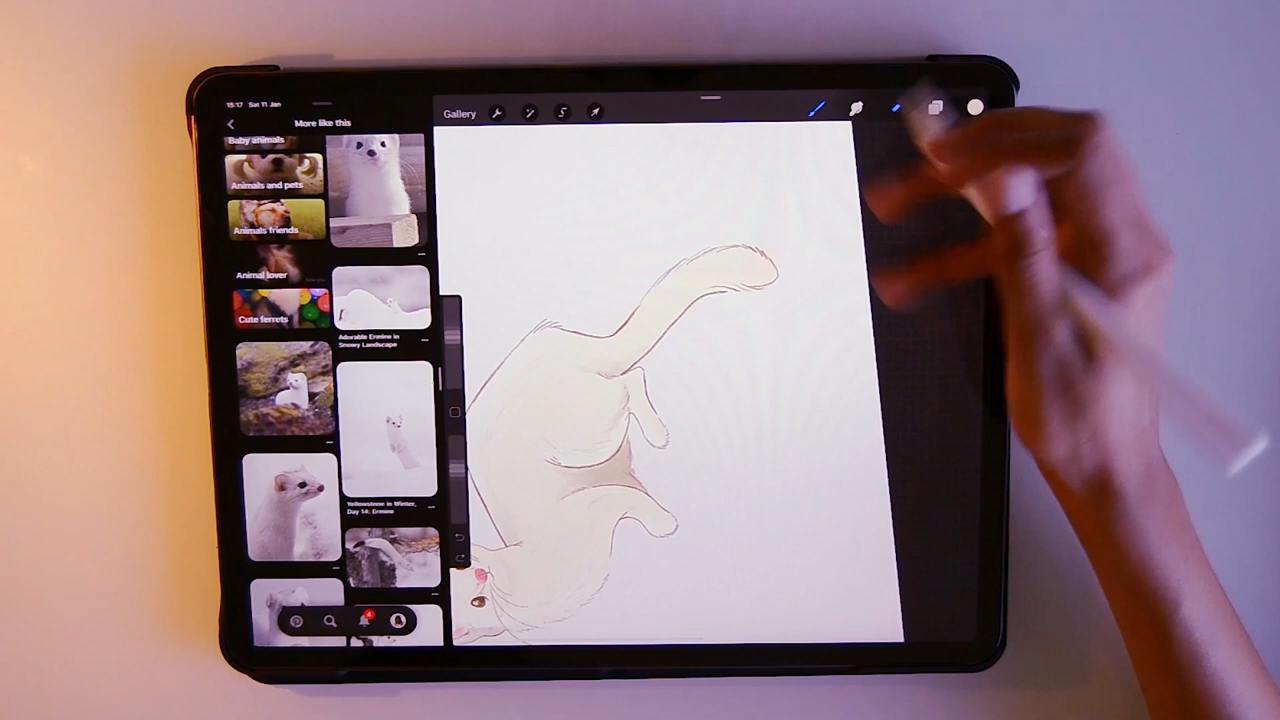 15:17 Sat 11 Jan
More like this
Baby animals
Animals and pets
Animals friends
Animal lover
Cute ferrets
Adorable Ermine in
Snowy Landscape
Yellowstone in Winter,
Day 14: Ermine
Gallery
4